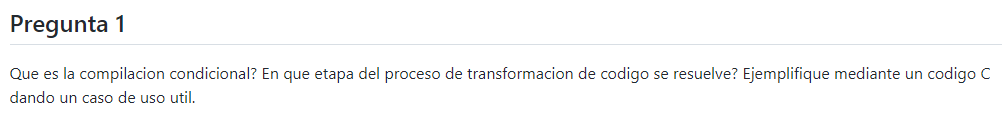 Pregunta 1
Que es la compilacion condicional? En que etapa del proceso de transformacion de codigo se resuelve? Ejemplifique mediante un codigo C
dando un caso de uso util.